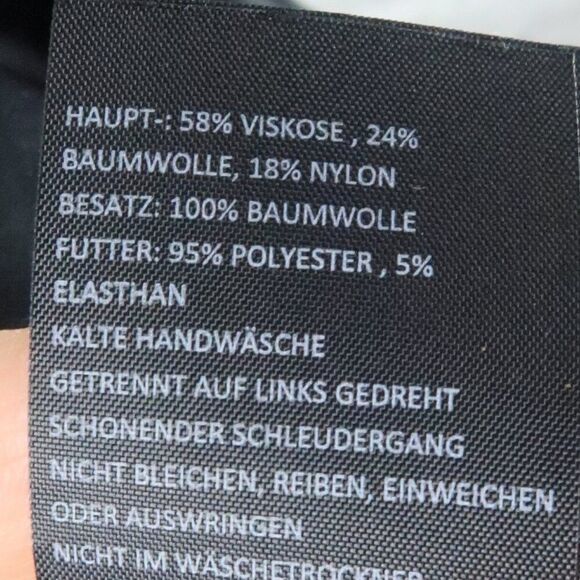 HAUPT-: 58% VISKOSE , 24%
BAUMWOLLE, 18% NYLON
BESATZ: 100% BAUMWOLLE
FUTTER: 95% POLYESTER , 5%
ELASTHAN
KALTE HANDWÄSCHE
GETRENNT AUF LINKS GEDREHT
SCHONENDER SCHLEUDERGANG
NICHT BLEICHEN, REIBEN, EINWEICHEN
ODER AUSWRINGEN
NICHT IM WÄSCHETROCKNER